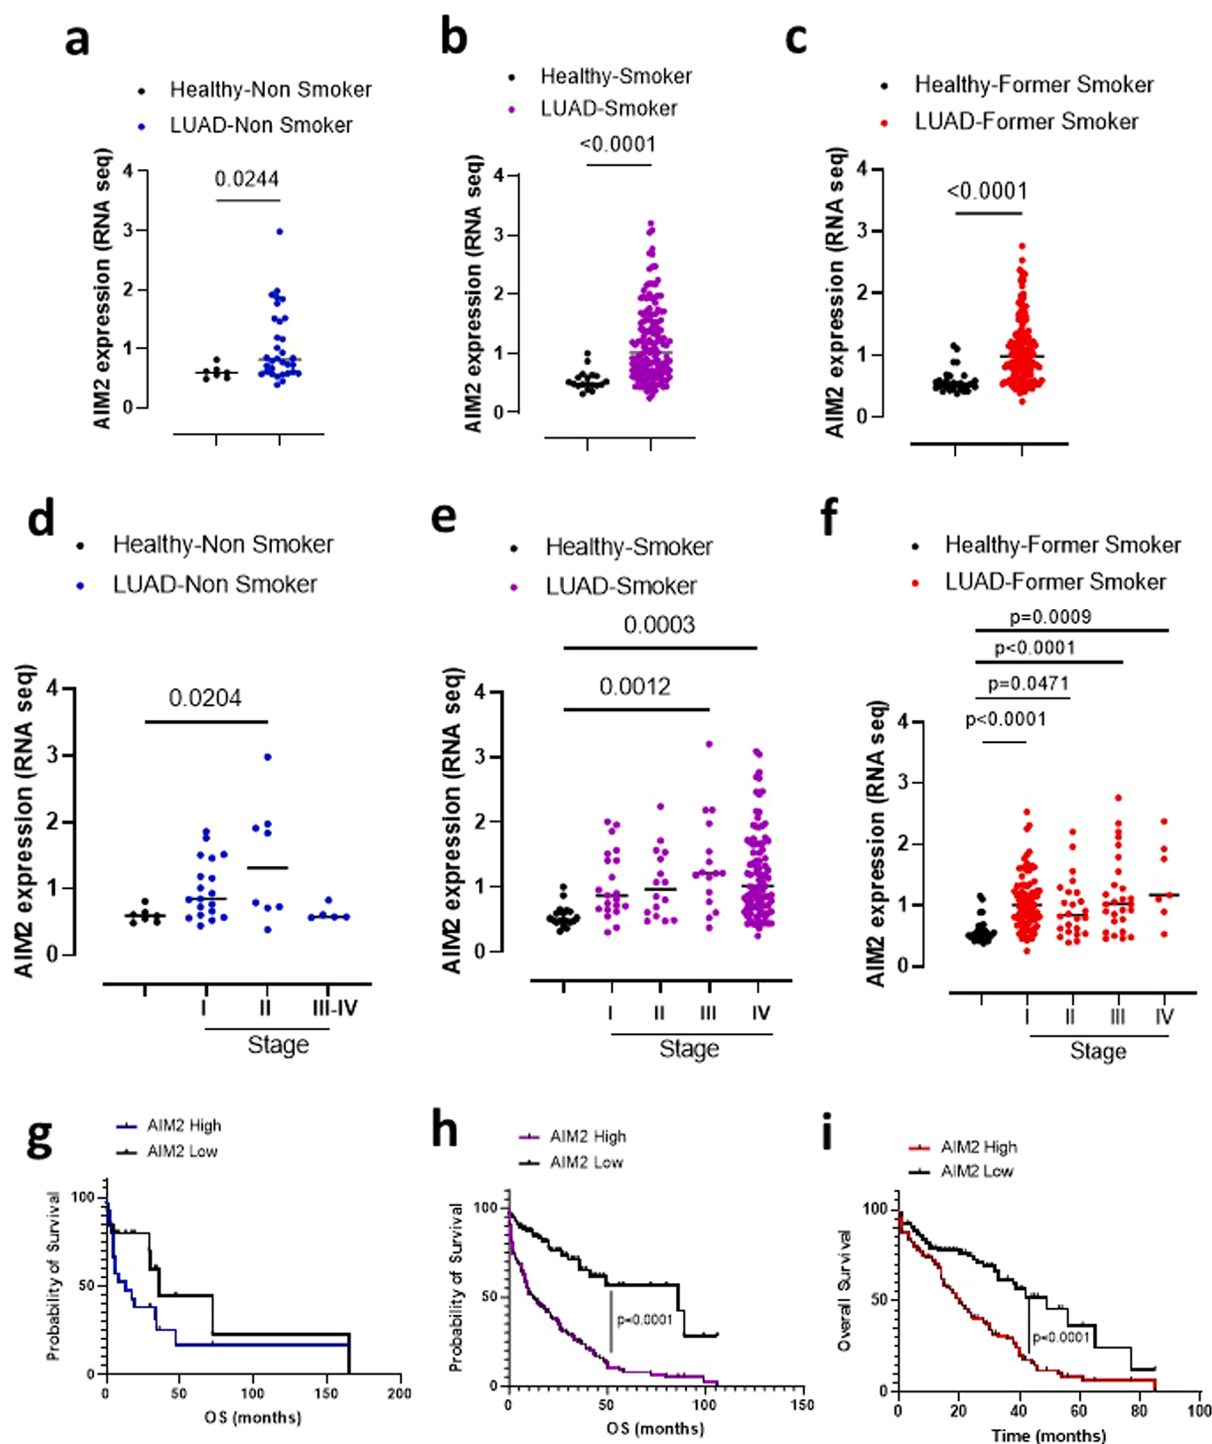 a
Healthy-Non Smoker
LUAD-Non Smoker
0.0244
AIM2 expression (RNA seq)
4
3
2
1
0
b
Healthy-Smoker
LUAD-Smoker
<0.0001
AIM2 expression (RNA seq)
4
3
2
1
0
c
Healthy-Former Smoker
LUAD-Former Smoker
<0.0001
AIM2 expression (RNA seq)
4
3
2
1
0
d
Healthy-Non Smoker
LUAD-Non Smoker
0.0204
AIM2 expression (RNA seq)
4
3
2
1
0
I II III-IV
Stage
e
Healthy-Smoker
LUAD-Smoker
0.0003
0.0012
AIM2 expression (RNA seq)
4
3
2
1
0
I II III IV
Stage
f
Healthy-Former Smoker
LUAD-Former Smoker
p=0.0009
p<0.0001
p=0.0471
p<0.0001
AIM2 expression (RNA seq)
4
3
2
1
0
I II III IV
Stage
g
AIM2 High
AIM2 Low
Probability of Survival
100
50
0
0 50 100 150 200
OS (months)
h
AIM2 High
AIM2 Low
Probability of Survival
100
50
0
p<0.0001
0 50 100 150
OS (months)
i
AIM2 High
AIM2 Low
Overall Survival
100
50
0
p<0.0001
0 20 40 60 80 100
Time (months)